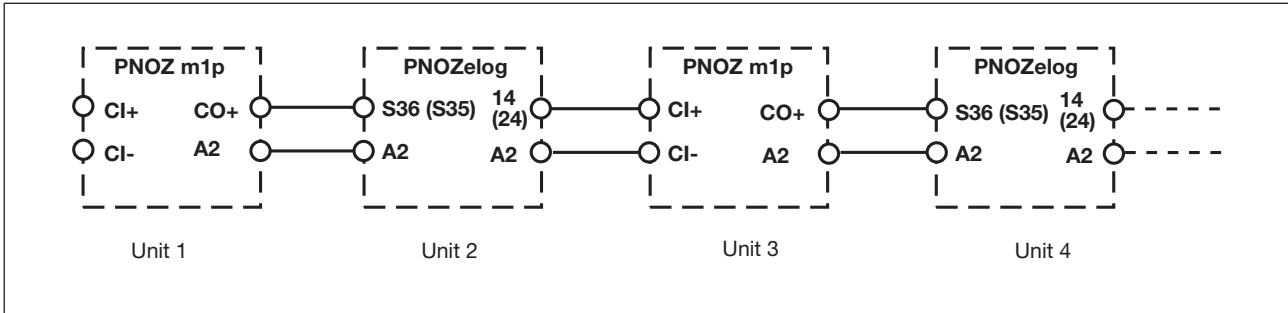 PNOZ m1p
CI+
CO+
CI-
A2
Unit 1
PNOZelog
S36 (S35)
14
(24)
A2
A2
Unit 2
PNOZ m1p
CI+
CO+
CI-
A2
Unit 3
PNOZelog
S36 (S35)
14
(24)
A2
A2
Unit 4